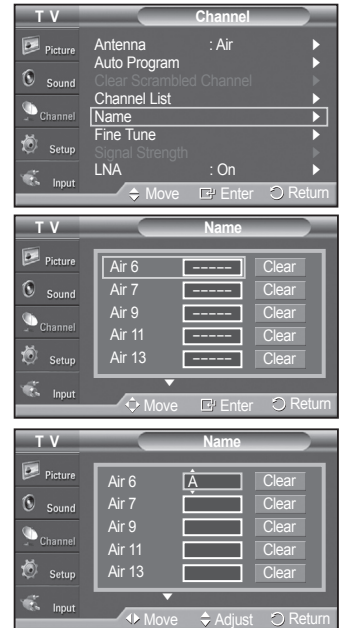 T V Channel
Picture
Sound
Channel
Setup
Input
Antenna : Air
Auto Program
Clear Scrambled Channel
Channel List
Name
Fine Tune
Signal Strength
LNA : On
Move Enter Return
T V Name
Picture
Sound
Channel
Setup
Input
Air 6 ----- Clear
Air 7 ----- Clear
Air 9 ----- Clear
Air 11 ----- Clear
Air 13 ----- Clear
Move Enter Return
T V Name
Picture
Sound
Channel
Setup
Input
Air 6 A Clear
Air 7 Clear
Air 9 Clear
Air 11 Clear
Air 13 Clear
Move Adjust Return